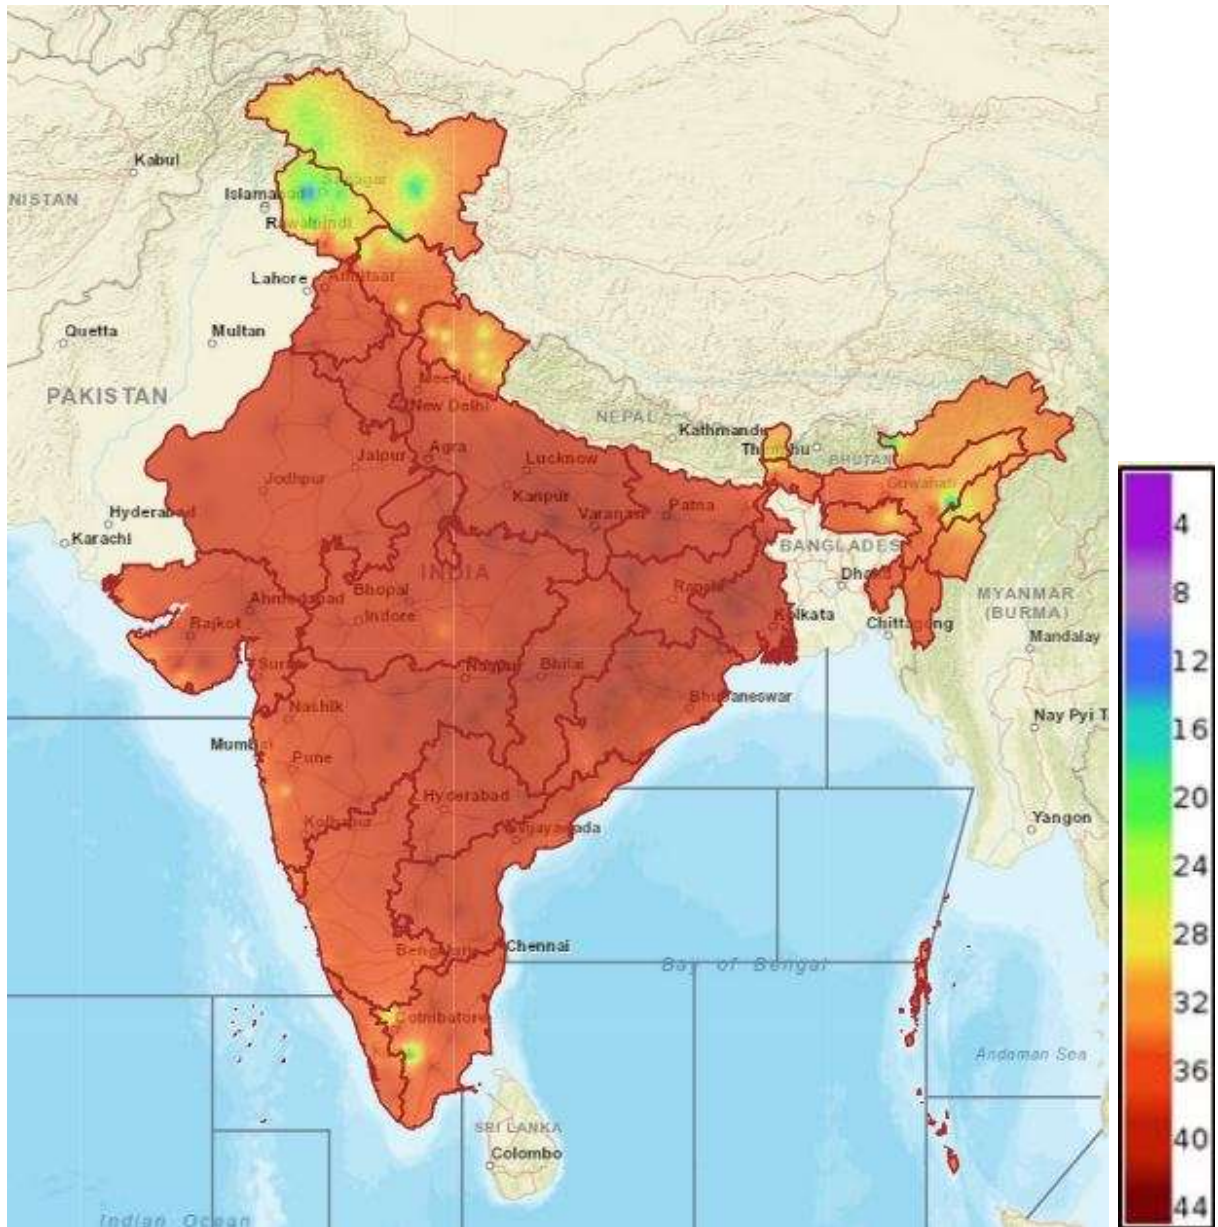 Kabul
Srinagar
Islamabad
NISTAN
Rawalpindi
Lahore
Amritsar
Quetta
Multan
Meerut
PAKISTAN
New Delhi
NEPAL
Kathmandu
Agra
Lucknow
Thimphu
BHUTAN
Jaipur
Jodhpur
Guwahati
Kanpur
Patna
Hyderabad
Varanasi
Karachi
BANGLADES
INDIA
Dhaka
Bhopal
Ranchi
Ahmedabad
MYANMAR
(BURMA)
Rajkot
Indore
Kolkata
Chittagong
Mandalay
Surat
Nagpur
Bhilai
Bhubaneswar
Nashik
Nay Pyi T
Mumbai
Pune
Hyderabad
Yangon
Kolhapur
Vijayawada
Bengaluru
Chennai
Bay of Bengal
Coimbatore
Andaman Sea
SRI LANKA
Colombo
Indian Ocean
4
8
12
16
20
24
28
32
36
40
44